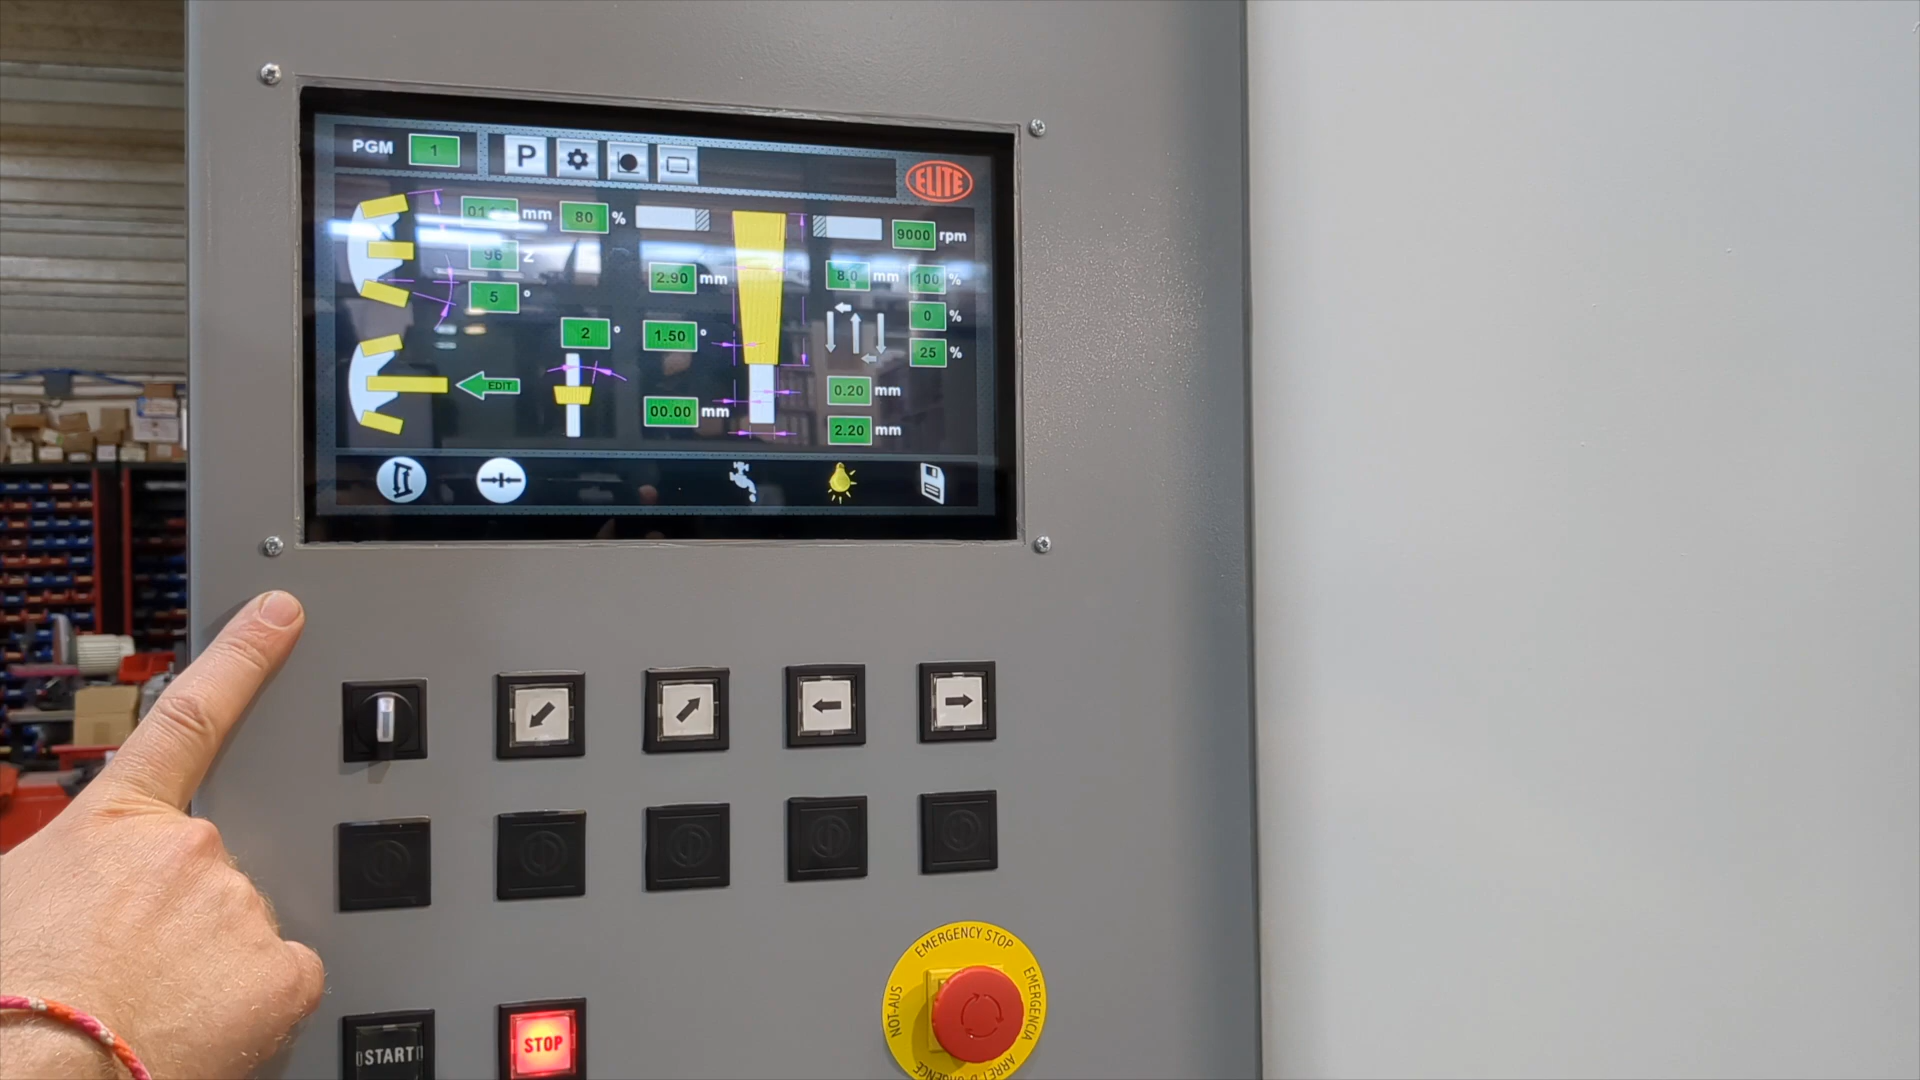 PGM 1 P
ELITE
mm 80 %
9000 rpm
96 Z
2.90 mm
8.0 mm 100 %
5 °
0 %
2 °
1.50 °
25 %
EDIT
0.20 mm
00.00 mm
2.20 mm
EMERGENCY STOP
EMERGENCIA
ARRET D'URGENCE
NOT-AUS
START
STOP